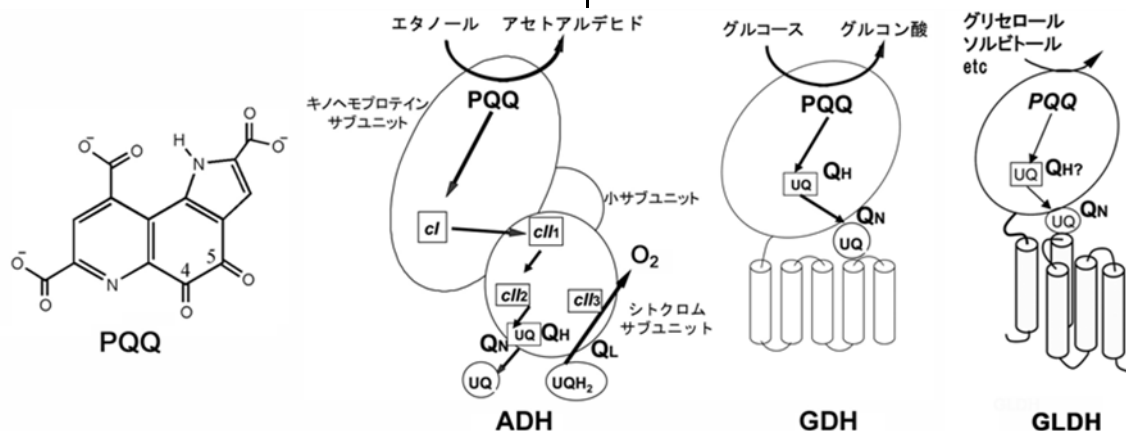 O⁻
O
H
N
O
O⁻
O
O⁻
O
N
4
5
O
O
PQQ
エタノール アセトアルデヒド
PQQ
キノヘモプロテイン
サブユニット
小サブユニット
cI
cII₁
cII₂
cII₃
O₂
シトクロム
サブユニット
QN
UQ
QH
QL
UQ
UQH₂
ADH
グルコース グルコン酸
PQQ
UQ
QH
QN
UQ
GDH
グリセロール
ソルビトール
etc
PQQ
UQ
QH?
QN
UQ
GLDH